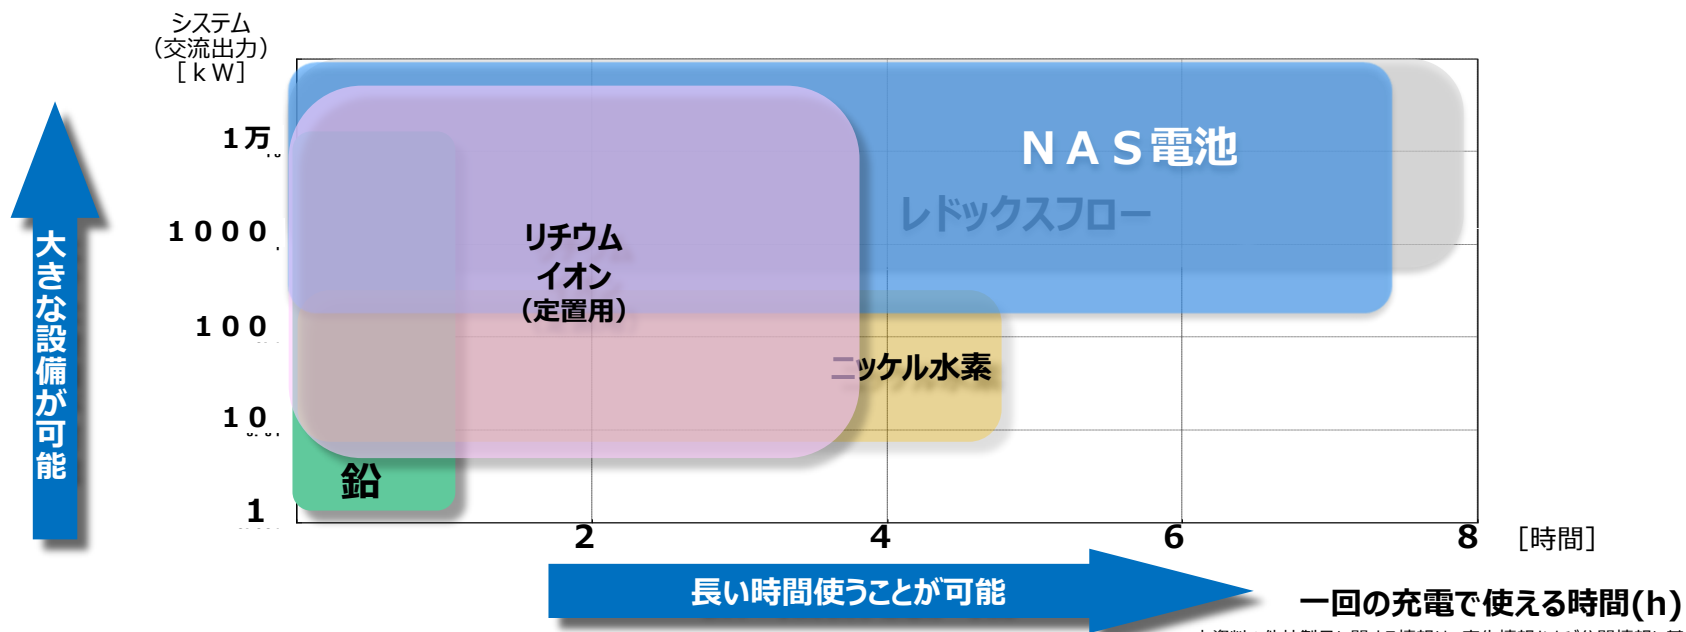 システム
（交流出力）
［ｋＷ］
１万
１０００
１００
１０
１
大きな設備が可能
ＮＡＳ電池
レドックスフロー
リチウム
イオン
（定置用）
ニッケル水素
鉛
2
4
6
8
［時間］
長い時間使うことが可能
一回の充電で使える時間(h)